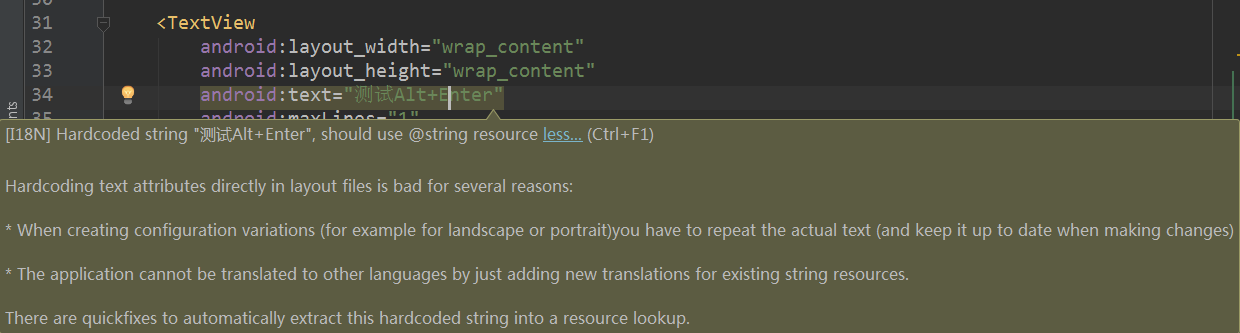 31 <TextView
32 android:layout_width="wrap_content"
33 android:layout_height="wrap_content"
34 android:text="测试Alt+Enter"
android:maxLines="1"
[I18N] Hardcoded string "测试Alt+Enter", should use @string resource less... (Ctrl+F1)
Hardcoding text attributes directly in layout files is bad for several reasons:
* When creating configuration variations (for example for landscape or portrait)you have to repeat the actual text (and keep it up to date when making changes)
* The application cannot be translated to other languages by just adding new translations for existing string resources.
There are quickfixes to automatically extract this hardcoded string into a resource lookup.